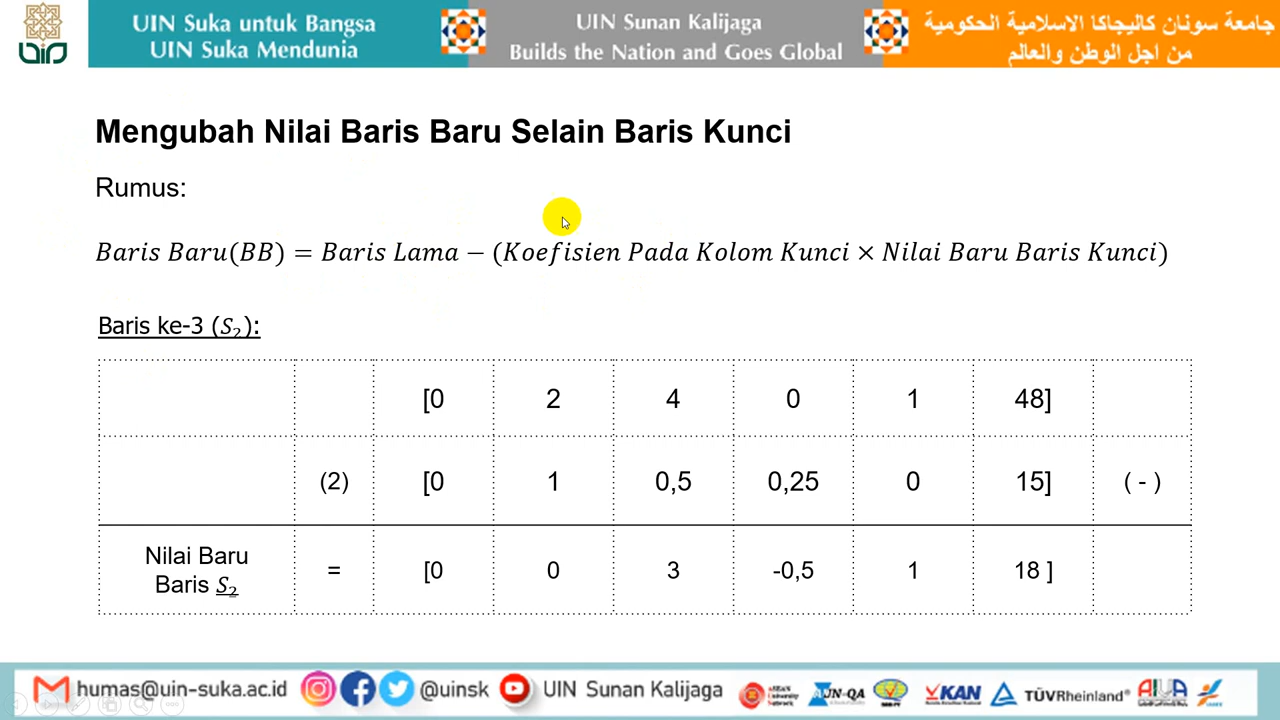 UIN Suka untuk Bangsa
UIN Suka Mendunia
UIN Sunan Kalijaga
Builds the Nation and Goes Global
جامعة سونان كاليجاكا الاسلامية الحكومية
من اجل الوطن والعالم
Mengubah Nilai Baris Baru Selain Baris Kunci
Rumus:
Baris Baru(BB) = Baris Lama − (Koefisien Pada Kolom Kunci × Nilai Baru Baris Kunci)
Baris ke-3 (S₂):
[0 2 4 0 1 48]
(2) [0 1 0,5 0,25 0 15] ( - )
Nilai Baru
Baris S₂ = [0 0 3 -0,5 1 18 ]
humas@uin-suka.ac.id @uinsk UIN Sunan Kalijaga UN-QA KAN TÜVRheinland®